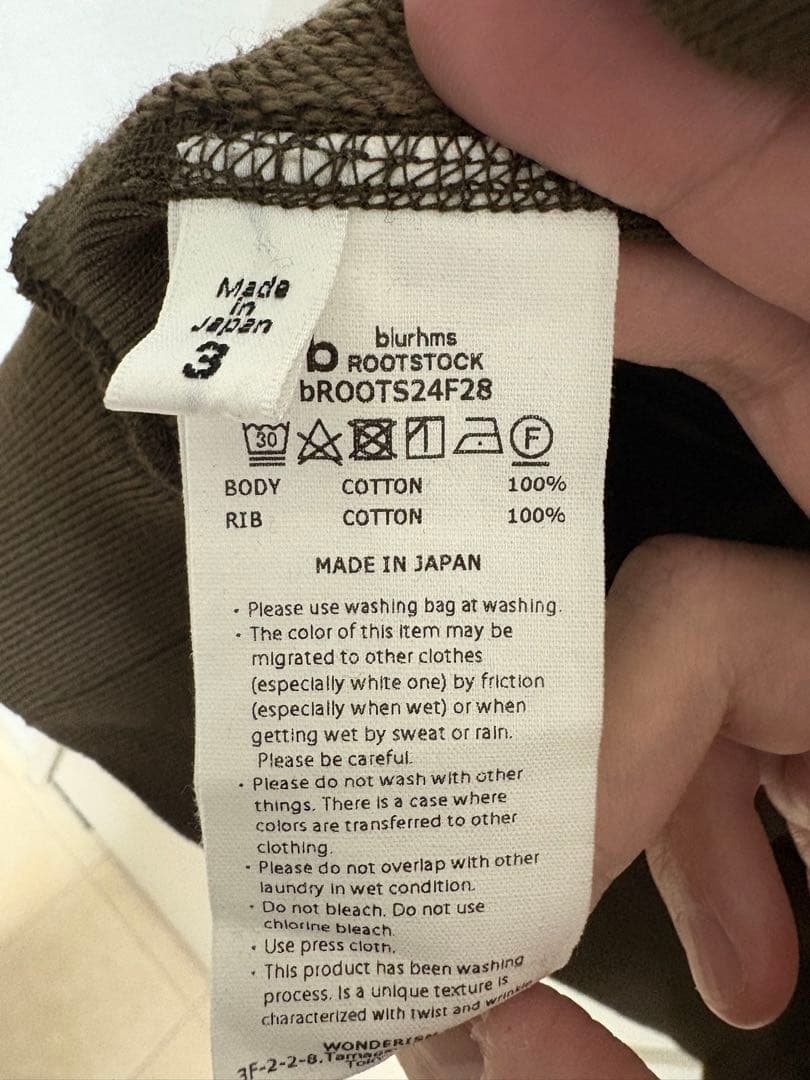 Made
in
Japan
3
b blurhms
ROOTSTOCK
bROOTS24F28
30 F
BODY COTTON 100%
RIB COTTON 100%
MADE IN JAPAN
・Please use washing bag at washing.
・The color of this item may be
migrated to other clothes
(especially white one) by friction
(especially when wet) or when
getting wet by sweat or rain.
Please be careful.
・Please do not wash with other
things. There is a case where
colors are transferred to other
clothing.
・Please do not overlap with other
laundry in wet condition.
・Do not bleach. Do not use
chlorine bleach.
・Use press cloth.
・This product has been washing
process. Is a unique texture is
characterized with twist and wrinkle
3F-2-2-8,